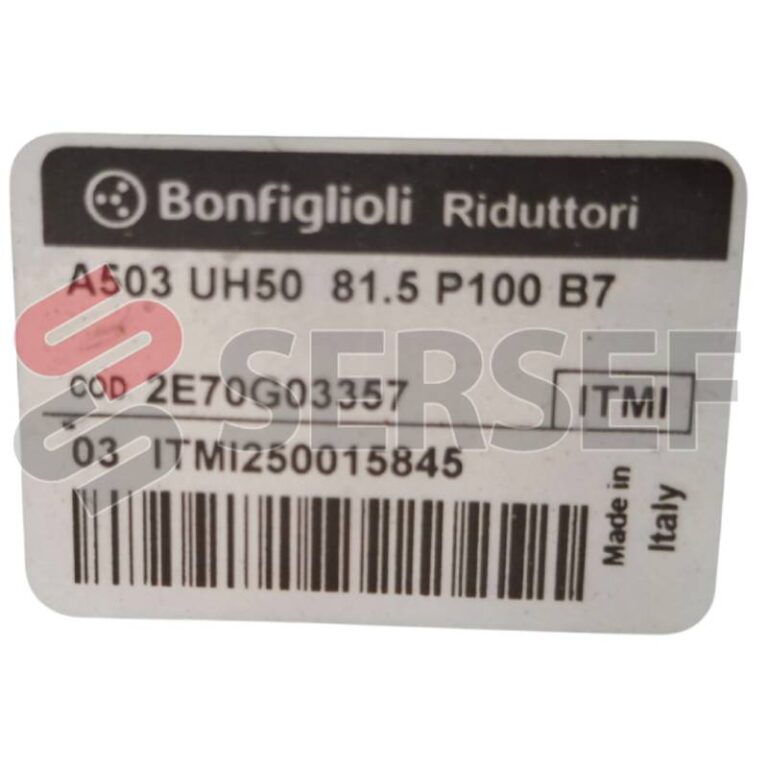 Bonfiglioli Riduttori
A503 UH50 81.5 P100 B7
SERSEF
COD 2E70G03357 ITMI
03 ITMI250015845
Made in
Italy